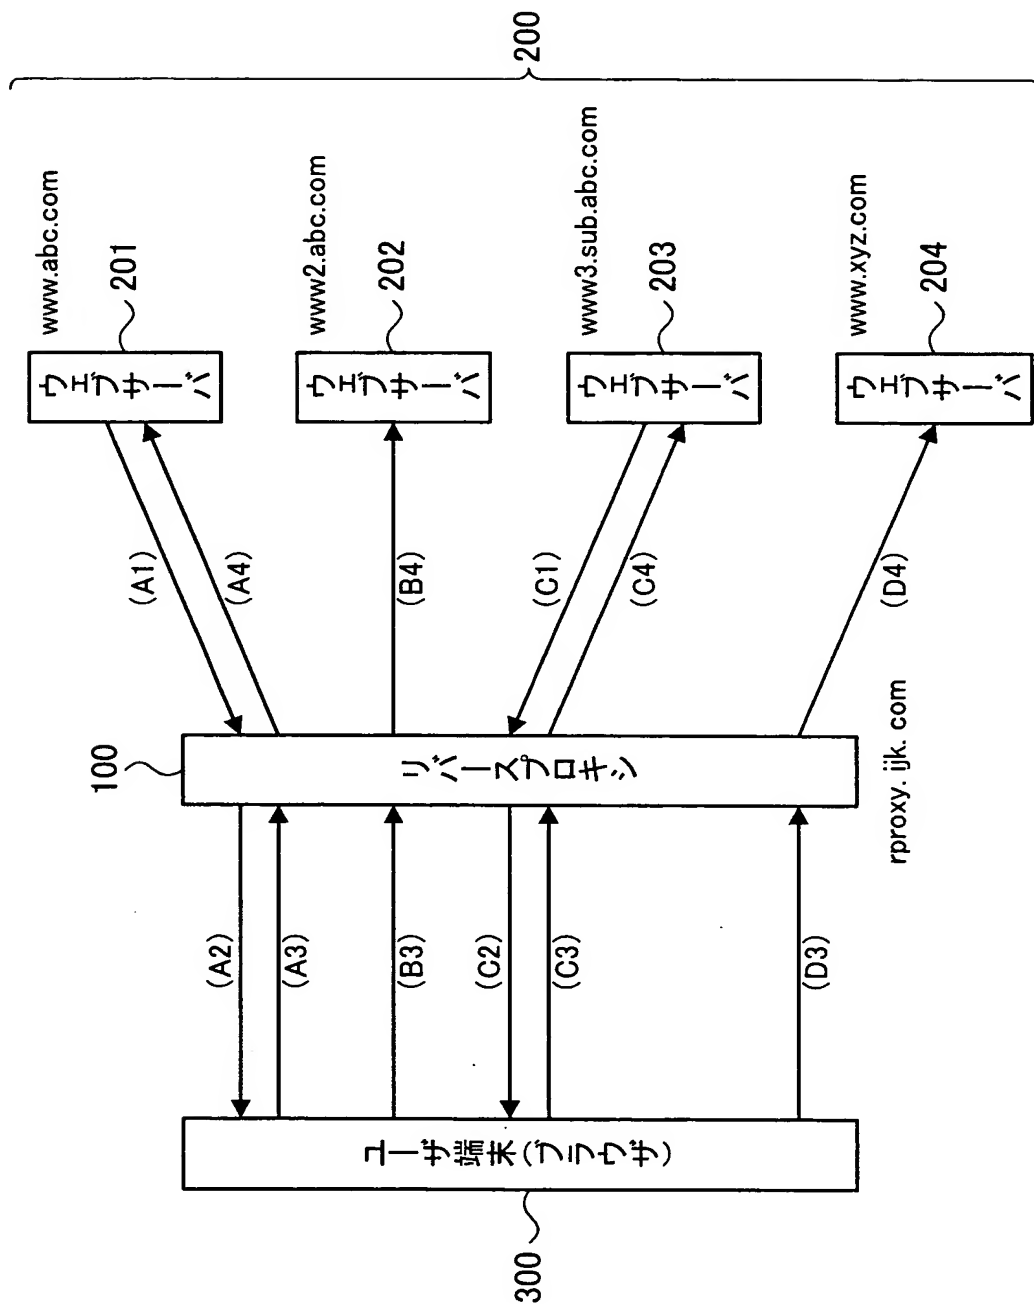 200
www.abc.com
201
ウェブサーバ
www2.abc.com
202
ウェブサーバ
www3.sub.abc.com
203
ウェブサーバ
www.xyz.com
204
ウェブサーバ
(A1)
(A4)
(B4)
(C1)
(C4)
(D4)
100
リバースプロキシ
rproxy. ijk. com
(A2)
(A3)
(B3)
(C2)
(C3)
(D3)
ユーザ端末(ブラウザ)
300